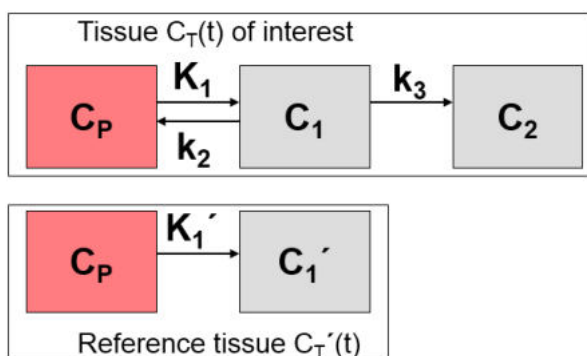 Tissue C_T(t) of interest
C_P K_1 k_2 C_1 k_3 C_2
C_P K_1´ C_1´
Reference tissue C_T´(t)